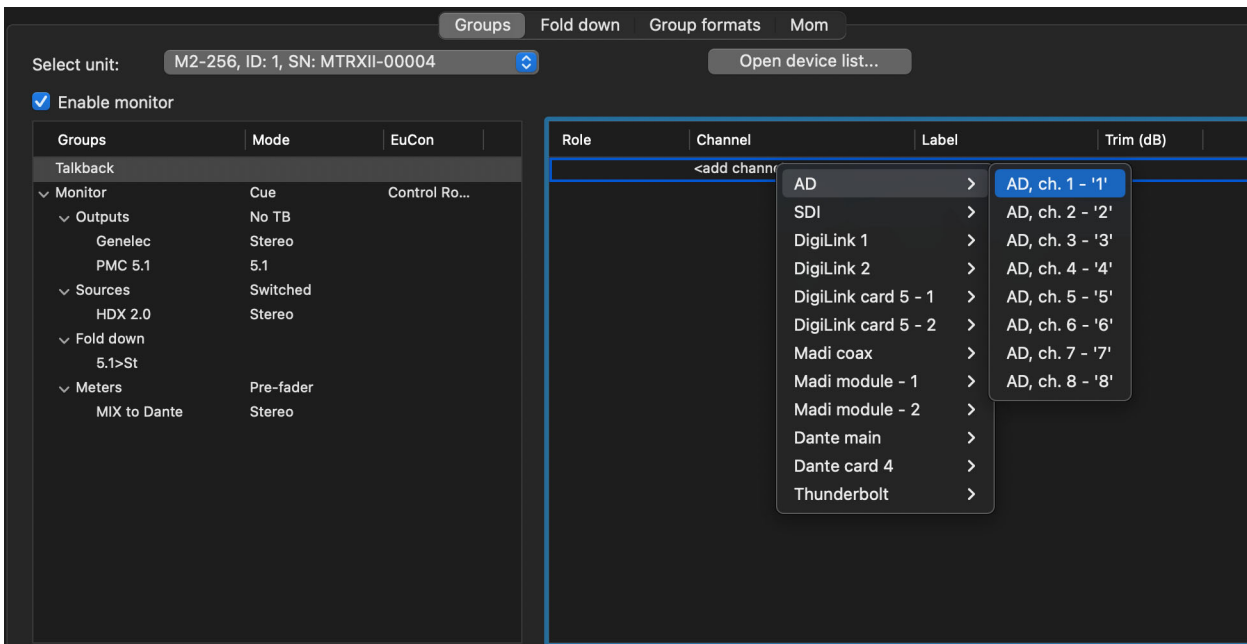 Groups Fold down Group formats Mom
Select unit: M2-256, ID: 1, SN: MTRXII-00004 Open device list...
Enable monitor
Groups Mode EuCon
Talkback
Monitor Cue Control Ro...
Outputs No TB
Genelec Stereo
PMC 5.1 5.1
Sources Switched
HDX 2.0 Stereo
Fold down
5.1>St
Meters Pre-fader
MIX to Dante Stereo
Role Channel Label Trim (dB)
<add chann
AD
SDI
DigiLink 1
DigiLink 2
DigiLink card 5 - 1
DigiLink card 5 - 2
Madi coax
Madi module - 1
Madi module - 2
Dante main
Dante card 4
Thunderbolt
AD, ch. 1 - '1'
AD, ch. 2 - '2'
AD, ch. 3 - '3'
AD, ch. 4 - '4'
AD, ch. 5 - '5'
AD, ch. 6 - '6'
AD, ch. 7 - '7'
AD, ch. 8 - '8'